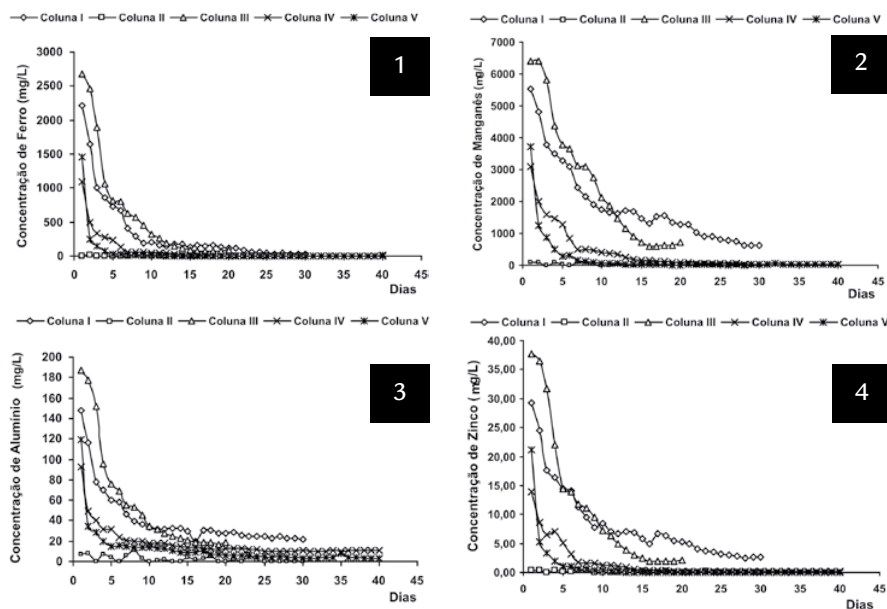 Coluna I Coluna II Coluna III Coluna IV Coluna V
1
Concentração de Ferro (mg/L)
3000
2500
2000
1500
1000
500
0
0 5 10 15 20 25 30 35 40 45
Dias
Coluna I Coluna II Coluna III Coluna IV Coluna V
2
Concentração de Manganês (mg/L)
7000
6000
5000
4000
3000
2000
1000
0
0 5 10 15 20 25 30 35 40 45
Dias
Coluna I Coluna II Coluna III Coluna IV Coluna V
3
Concentração de Alumínio (mg/L)
200
180
160
140
120
100
80
60
40
20
0
0 5 10 15 20 25 30 35 40 45
Dias
Coluna I Coluna II Coluna III Coluna IV Coluna V
4
Concentração de Zinco (mg/L)
40,00
35,00
30,00
25,00
20,00
15,00
10,00
5,00
0,00
0 5 10 15 20 25 30 35 40 45
Dias